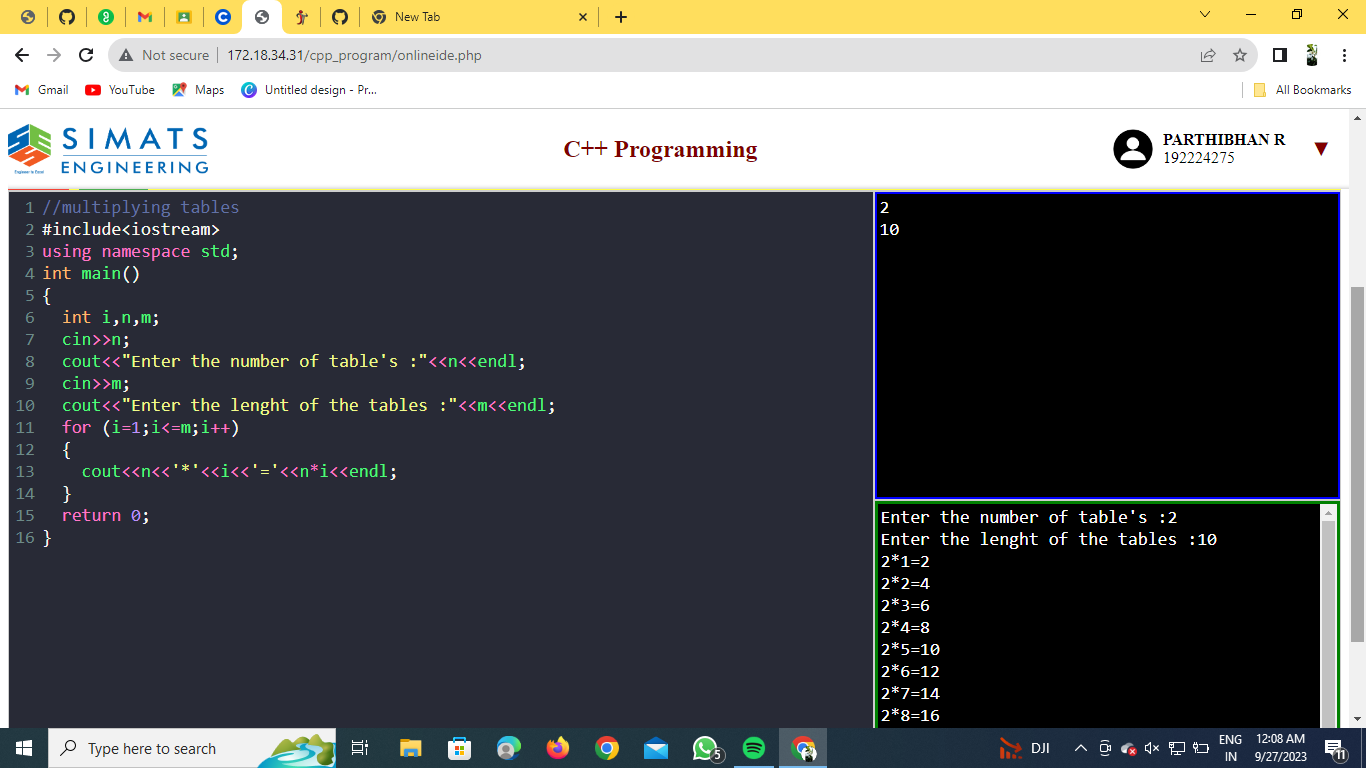 New Tab
Not secure 172.18.34.31/cpp_program/onlineide.php
Gmail YouTube Maps Untitled design - Pr... All Bookmarks
SIMATS
ENGINEERING
Engineer to Excel
C++ Programming
PARTHIBHAN R
192224275
1 //multiplying tables
2 #include<iostream>
3 using namespace std;
4 int main()
5 {
6 int i,n,m;
7 cin>>n;
8 cout<<"Enter the number of table's :"<<n<<endl;
9 cin>>m;
10 cout<<"Enter the lenght of the tables :"<<m<<endl;
11 for (i=1;i<=m;i++)
12 {
13 cout<<n<<'*'<<i<<'='<<n*i<<endl;
14 }
15 return 0;
16 }
2
10
Enter the number of table's :2
Enter the lenght of the tables :10
2*1=2
2*2=4
2*3=6
2*4=8
2*5=10
2*6=12
2*7=14
2*8=16
Type here to search
5
DJI
ENG
IN
12:08 AM
9/27/2023
11